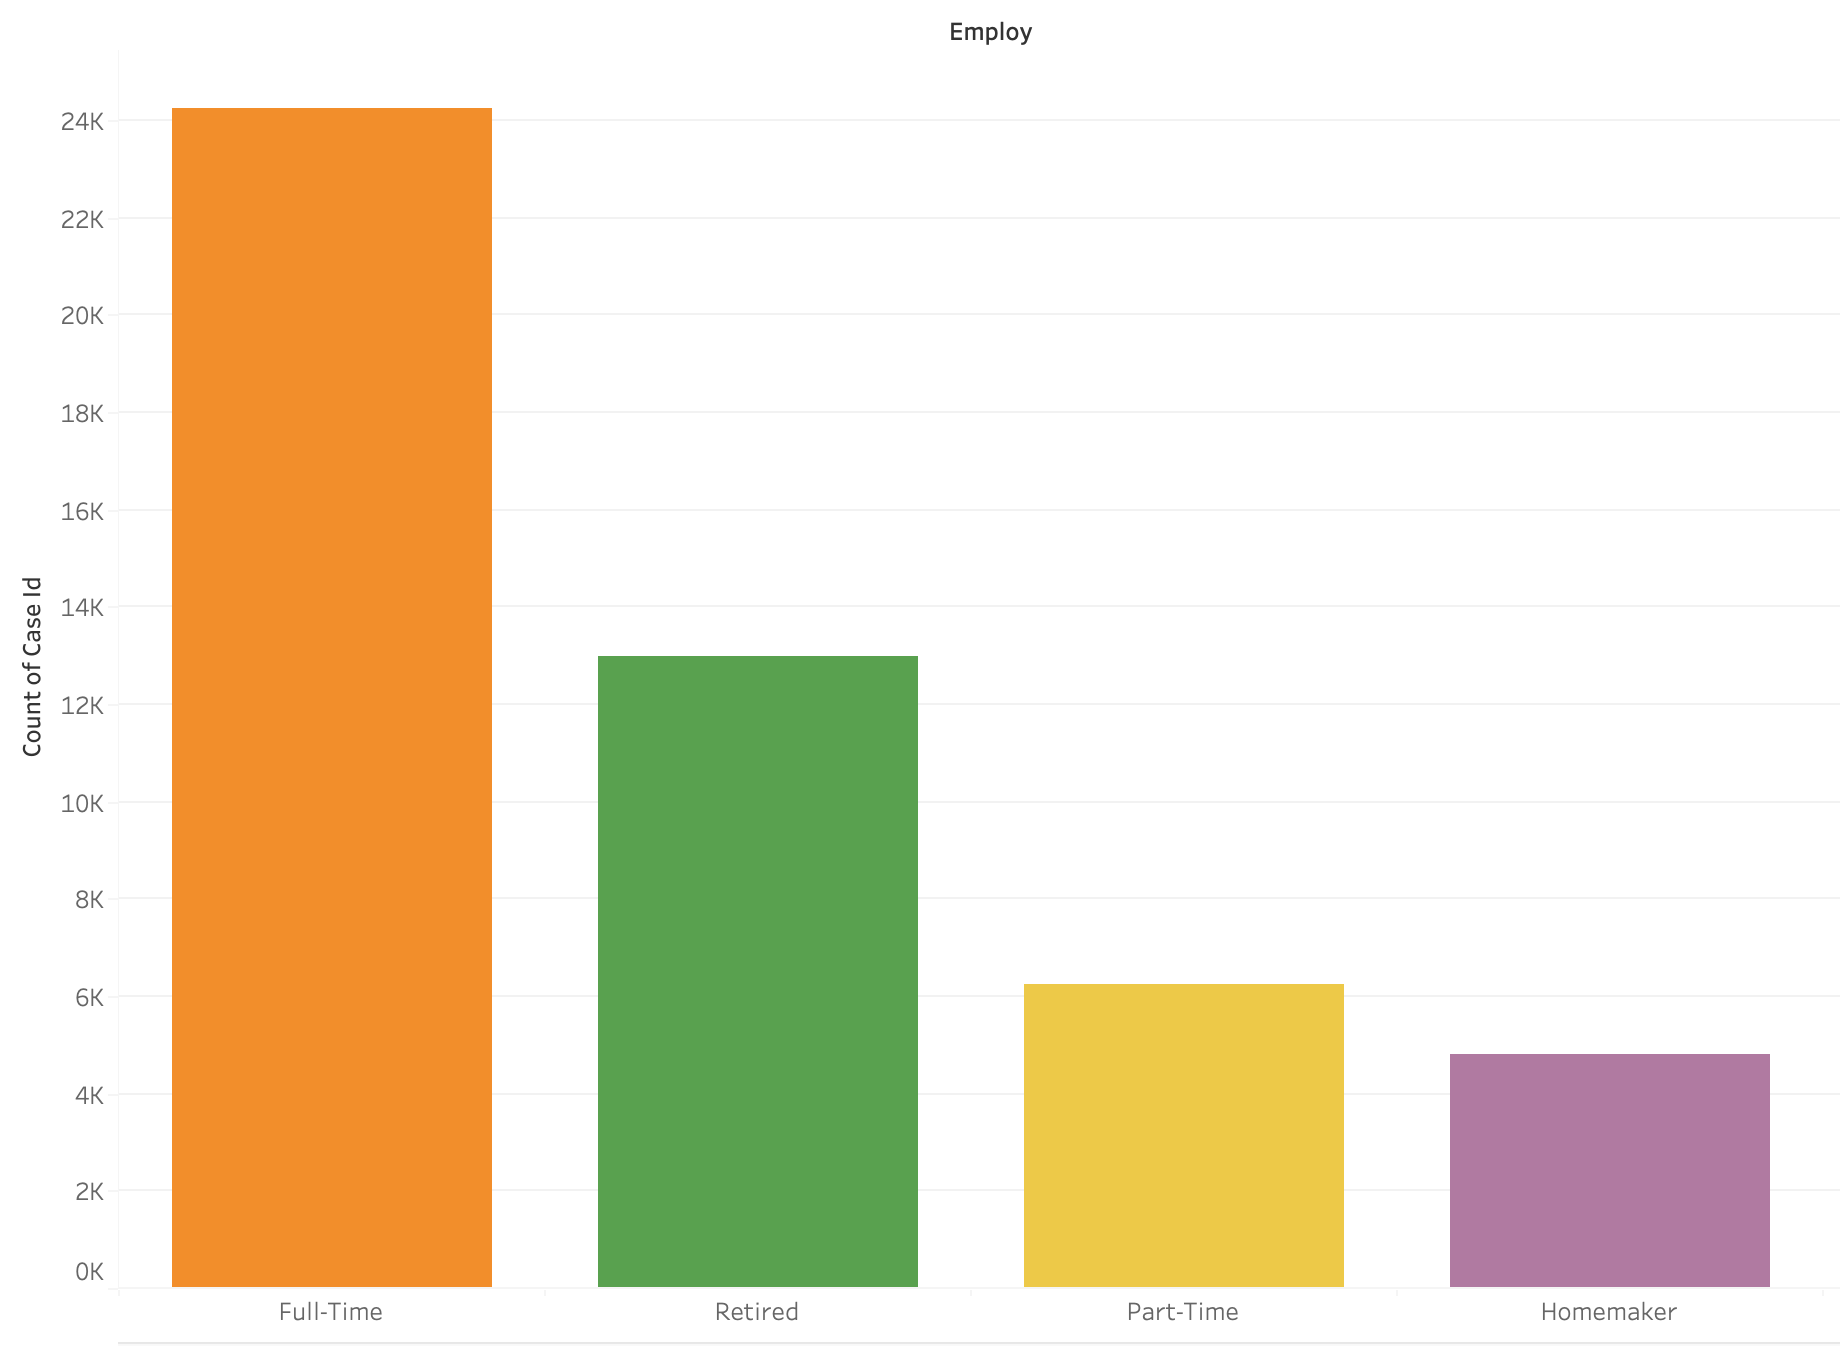 Employ
24K
22K
20K
18K
16K
14K
12K
10K
8K
6K
4K
2K
0K
Count of Case Id
Full-Time
Retired
Part-Time
Homemaker